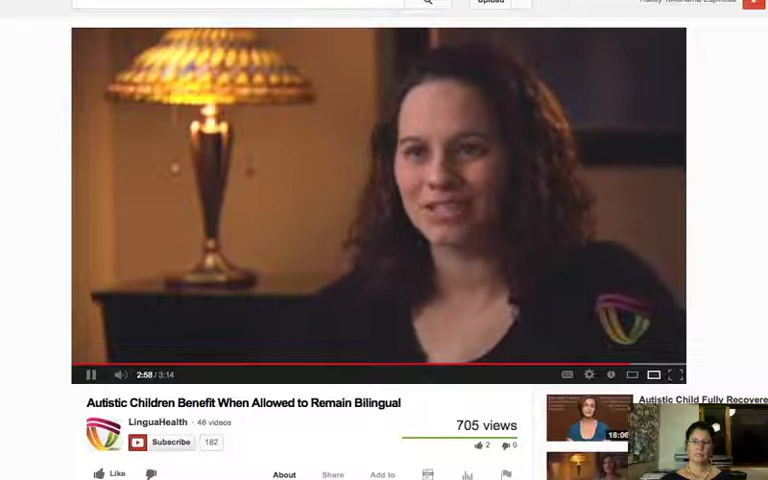 Upload
2:58 / 3:14
Autistic Children Benefit When Allowed to Remain Bilingual
LinguaHealth · 46 videos
Subscribe 182
705 views
2 0
Like
About Share Add to
Autistic Child Fully Recovere
18:06